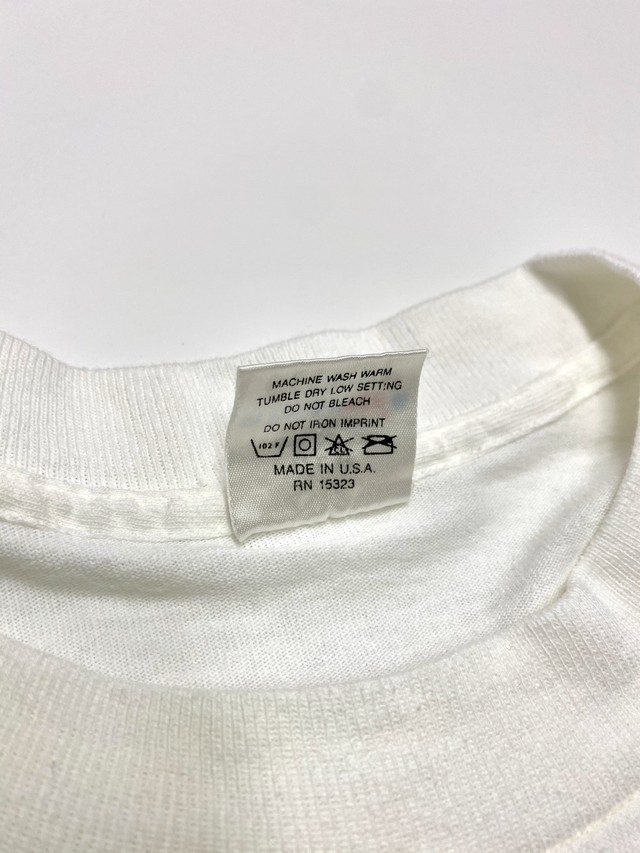 MACHINE WASH WARM
TUMBLE DRY LOW SETTING
DO NOT BLEACH
DO NOT IRON IMPRINT
102 F CL
MADE IN U.S.A.
RN 15323